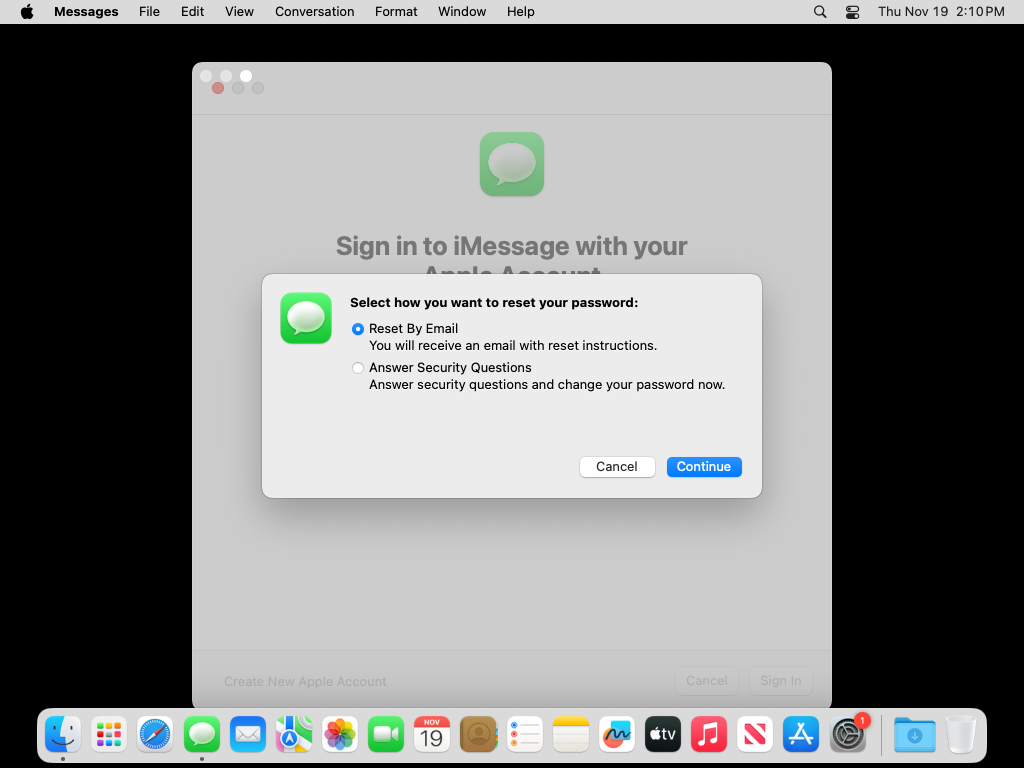 Messages File Edit View Conversation Format Window Help Thu Nov 19 2:10 PM
Sign in to iMessage with your
Apple Account
Select how you want to reset your password:
Reset By Email
You will receive an email with reset instructions.
Answer Security Questions
Answer security questions and change your password now.
Cancel Continue
Create New Apple Account Cancel Sign In
NOV
19
tv
1